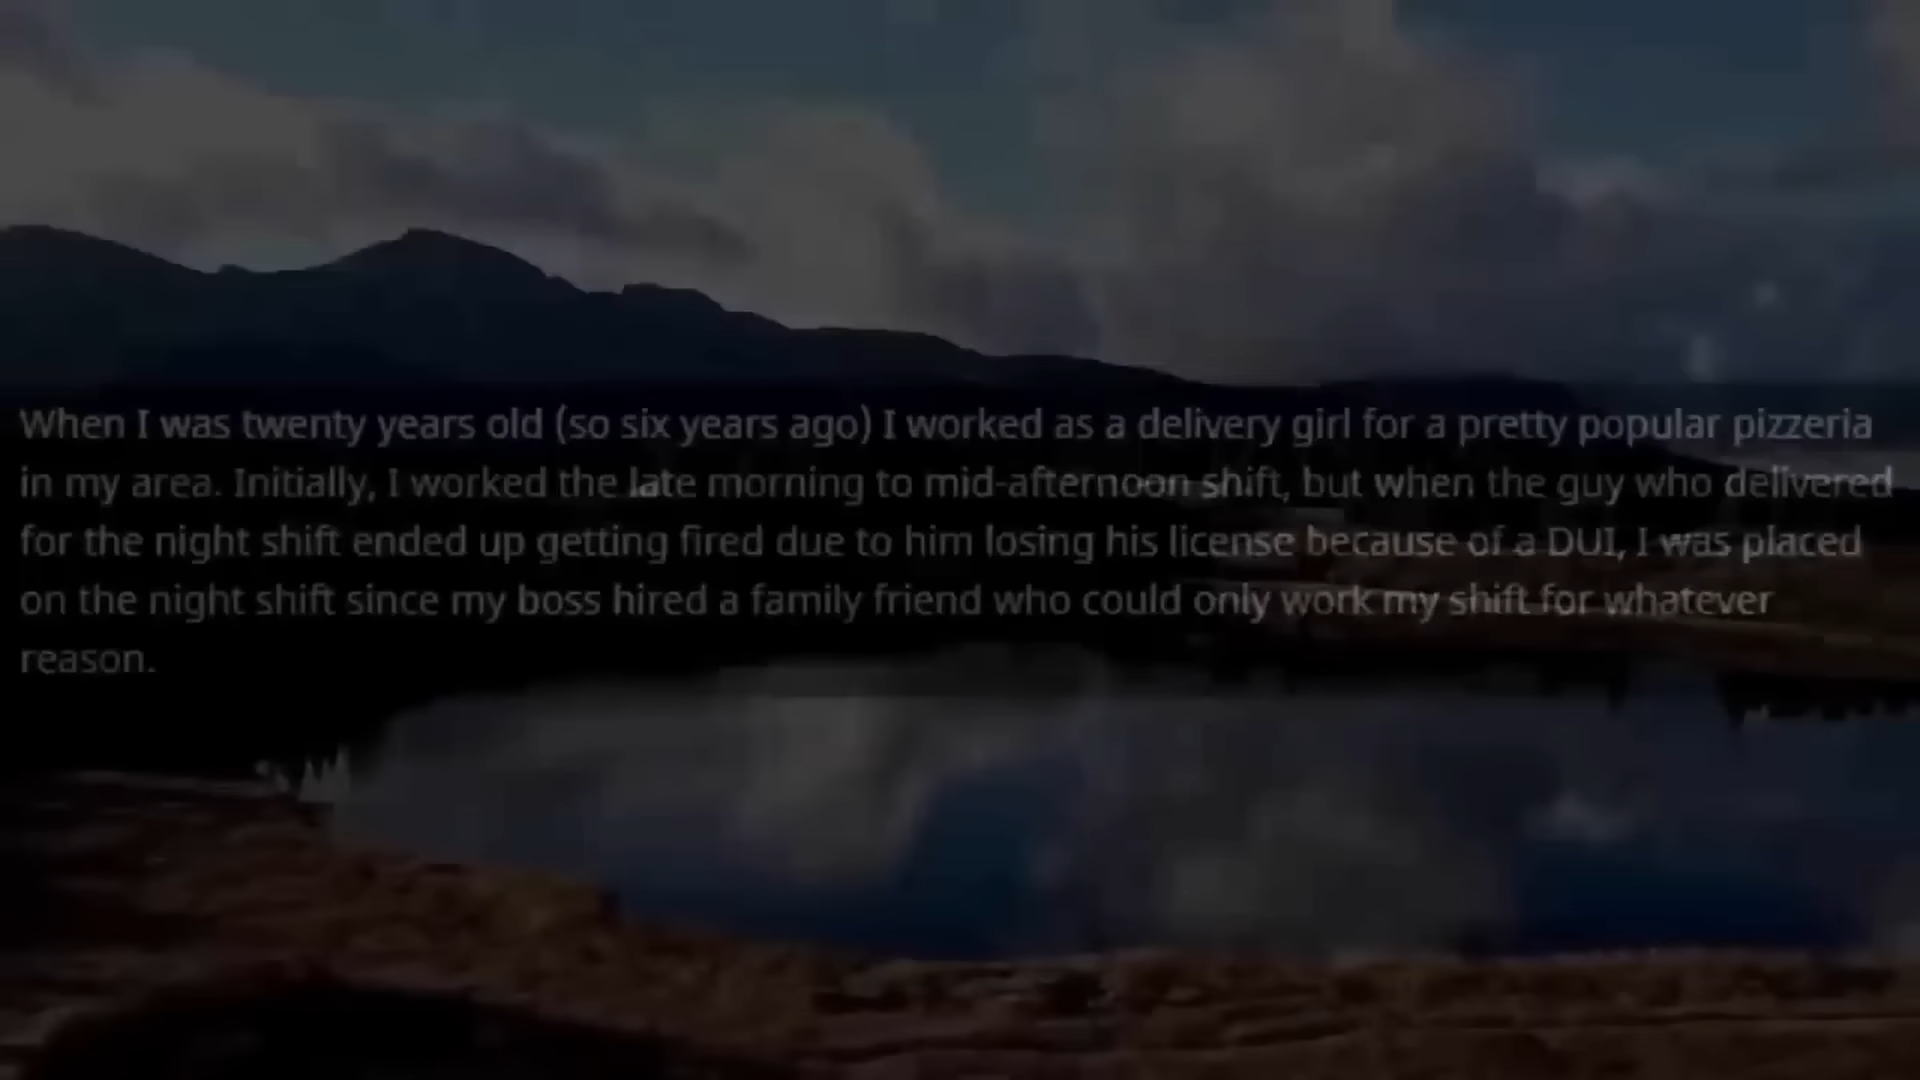 When I was twenty years old (so six years ago) I worked as a delivery girl for a pretty popular pizzeria
in my area. Initially, I worked the late morning to mid-afternoon shift, but when the guy who delivered
for the night shift ended up getting fired due to him losing his license because of a DUI, I was placed
on the night shift since my boss hired a family friend who could only work my shift for whatever
reason.